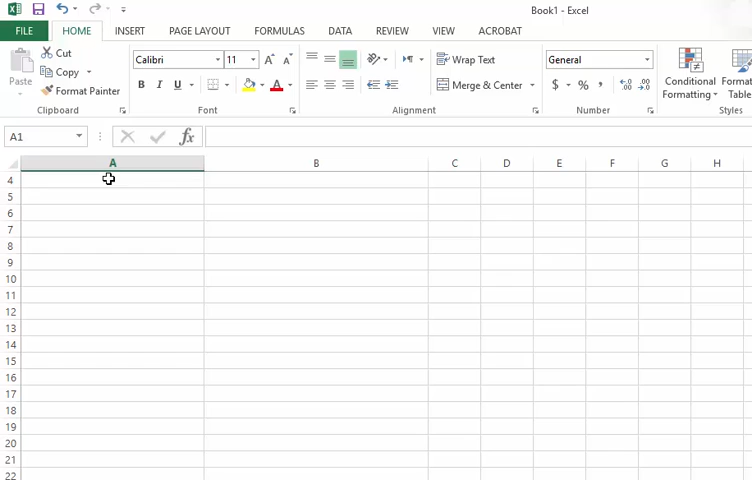 Book1 - Excel
FILE HOME INSERT PAGE LAYOUT FORMULAS DATA REVIEW VIEW ACROBAT
Cut
Calibri 11 A A Wrap Text General Conditional Formatting
Paste
Copy
B I U A Merge & Center $ % , .00
Format Painter
Format
Table
Clipboard Font Alignment Number Styles
A1 fx
A B C D E F G H
4
5
6
7
8
9
10
11
12
13
14
15
16
17
18
19
20
21
22